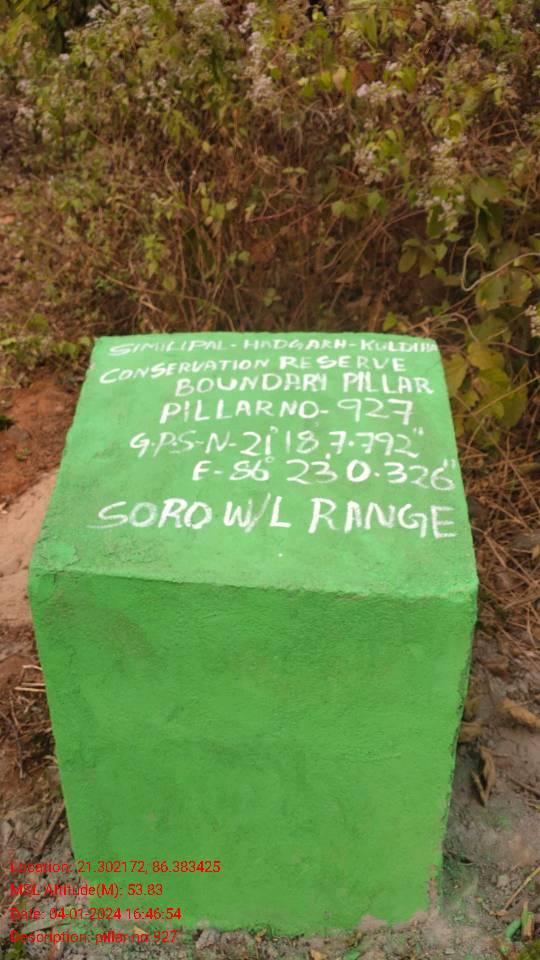 SIMILIPAL-HADGARH-KULDIHA
CONSERVATION RESERVE
BOUNDARY PILLAR
PILLAR NO-927
G.P.S-N-21° 18.7.792"
E-86° 23 0.326"
SORO W/L RANGE
Location: 21.302172, 86.383425
MSL Altitude(M): 53.83
Date: 04-01-2024 16:46:54
Description: pillar no 927